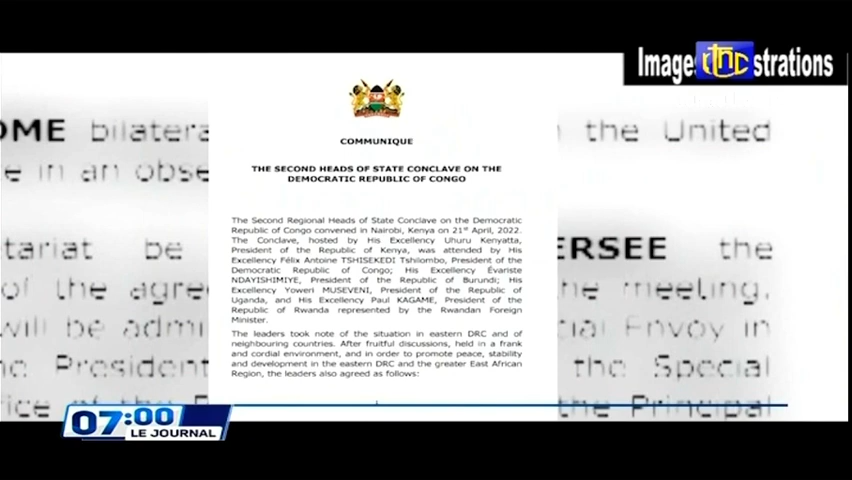 Images
rtnc
strations
OME bilatera
the United
e in an obse
COMMUNIQUE
THE SECOND HEADS OF STATE CONCLAVE ON THE
DEMOCRATIC REPUBLIC OF CONGO
The Second Regional Heads of State Conclave on the Democratic
Republic of Congo convened in Nairobi, Kenya on 21st April, 2022.
The Conclave, hosted by His Excellency Uhuru Kenyatta,
President of the Republic of Kenya, was attended by His
Excellency Félix Antoine TSHISEKEDI Tshilombo, President of the
Democratic Republic of Congo; His Excellency Évariste
NDAYISHIMIYE, President of the Republic of Burundi; His
Excellency Yoweri MUSEVENI, President of the Republic of
Uganda, and His Excellency Paul KAGAME, President of the
Republic of Rwanda represented by the Rwandan Foreign
Minister.
The leaders took note of the situation in eastern DRC and of
neighbouring countries. After fruitful discussions, held in a frank
and cordial environment, and in order to promote peace, stability
and development in the eastern DRC and the greater East African
Region, the leaders also agreed as follows:
tariat be
ERSEE the
of the agre
the meeting.
will be admi
cial Envoy in
e President
the Special
the Principal
07:00
LE JOURNAL